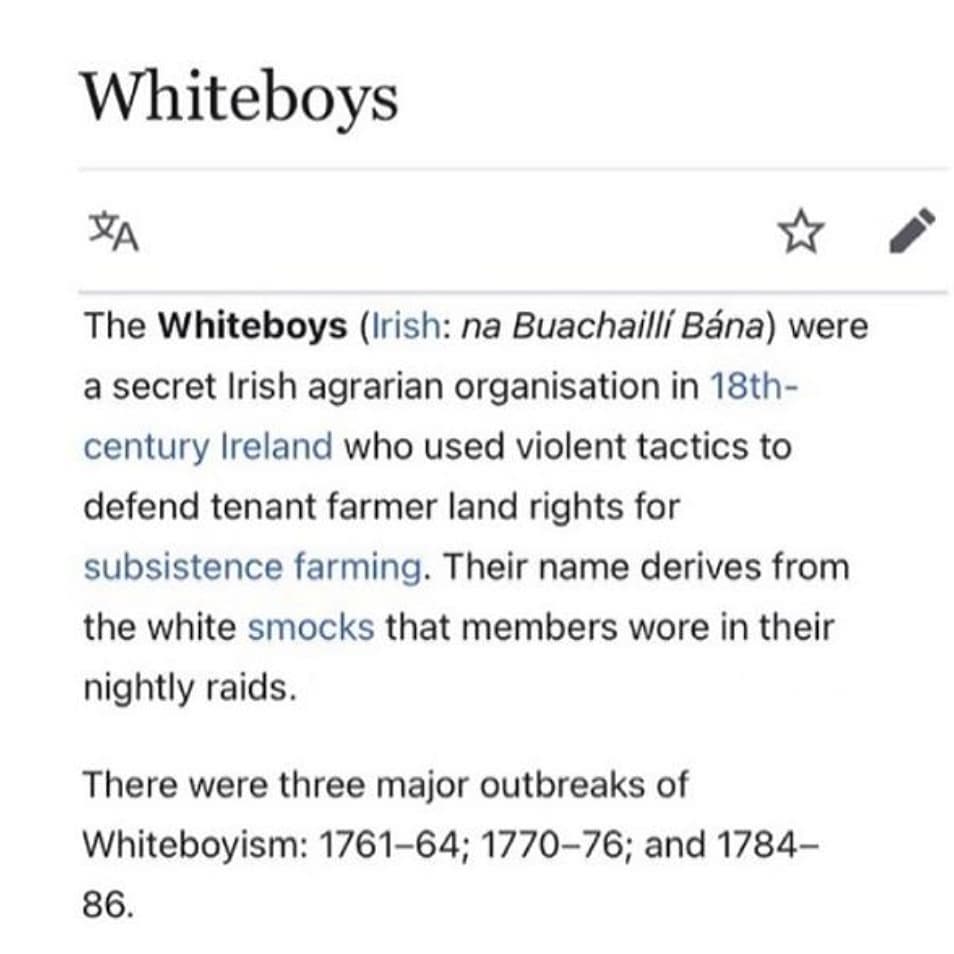 Whiteboys
The Whiteboys (Irish: na Buachaillí Bána) were
a secret Irish agrarian organisation in 18th-
century Ireland who used violent tactics to
defend tenant farmer land rights for
subsistence farming. Their name derives from
the white smocks that members wore in their
nightly raids.
There were three major outbreaks of
Whiteboyism: 1761–64; 1770–76; and 1784–
86.